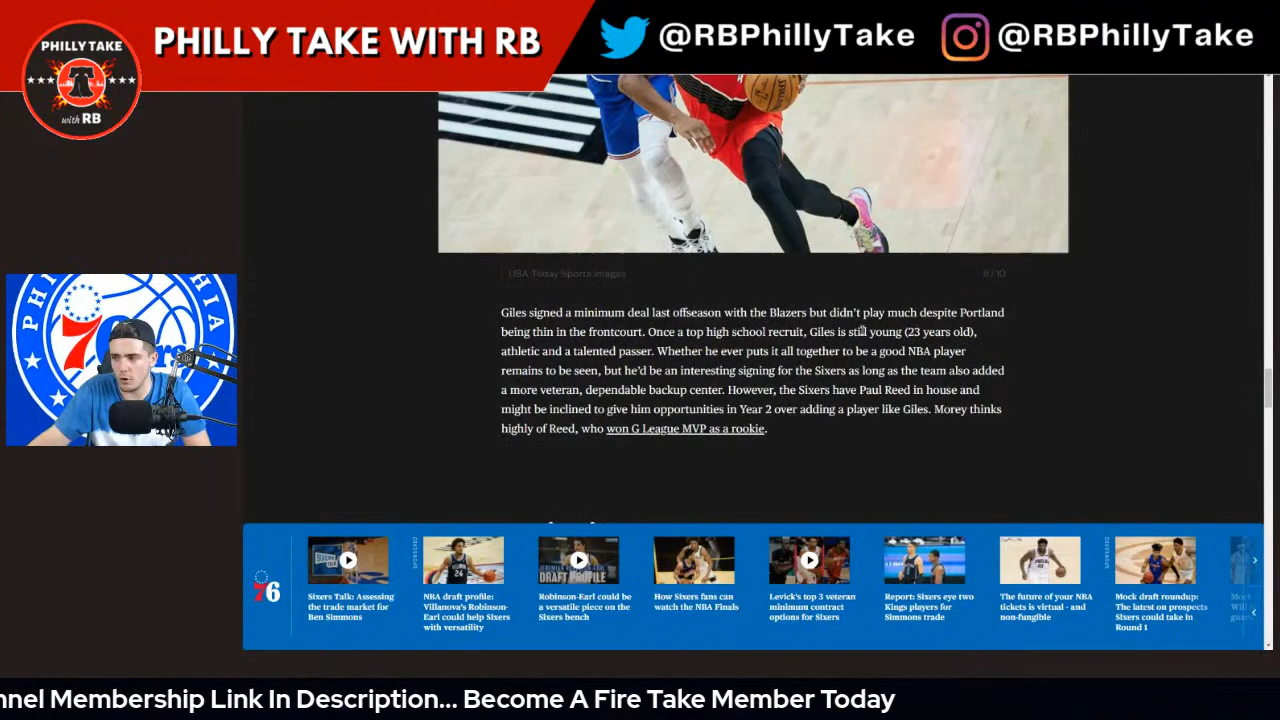 PHILLY TAKE
with RB
PHILLY TAKE WITH RB
@RBPhillyTake
@RBPhillyTake
USA Today Sports Images
6 / 10
Giles signed a minimum deal last offseason with the Blazers but didn't play much despite Portland
being thin in the frontcourt. Once a top high school recruit, Giles is still young (23 years old),
athletic and a talented passer. Whether he ever puts it all together to be a good NBA player
remains to be seen, but he'd be an interesting signing for the Sixers as long as the team also added
a more veteran, dependable backup center. However, the Sixers have Paul Reed in house and
might be inclined to give him opportunities in Year 2 over adding a player like Giles. Morey thinks
highly of Reed, who won G League MVP as a rookie.
76
Sixers Talk: Assessing
the trade market for
Ben Simmons
SPONSORED
NBA draft profile:
Villanova's Robinson-
Earl could help Sixers
with versatility
DRAFT PROFILE
Robinson-Earl could be
a versatile piece on the
Sixers bench
How Sixers fans can
watch the NBA Finals
Levick's top 3 veteran
minimum contract
options for Sixers
Report: Sixers eye two
Kings players for
Simmons trade
The future of your NBA
tickets is virtual - and
non-fungible
SPONSORED
Mock draft roundup:
The latest on prospects
Sixers could take in
Round 1
nnel Membership Link In Description... Become A Fire Take Member Today